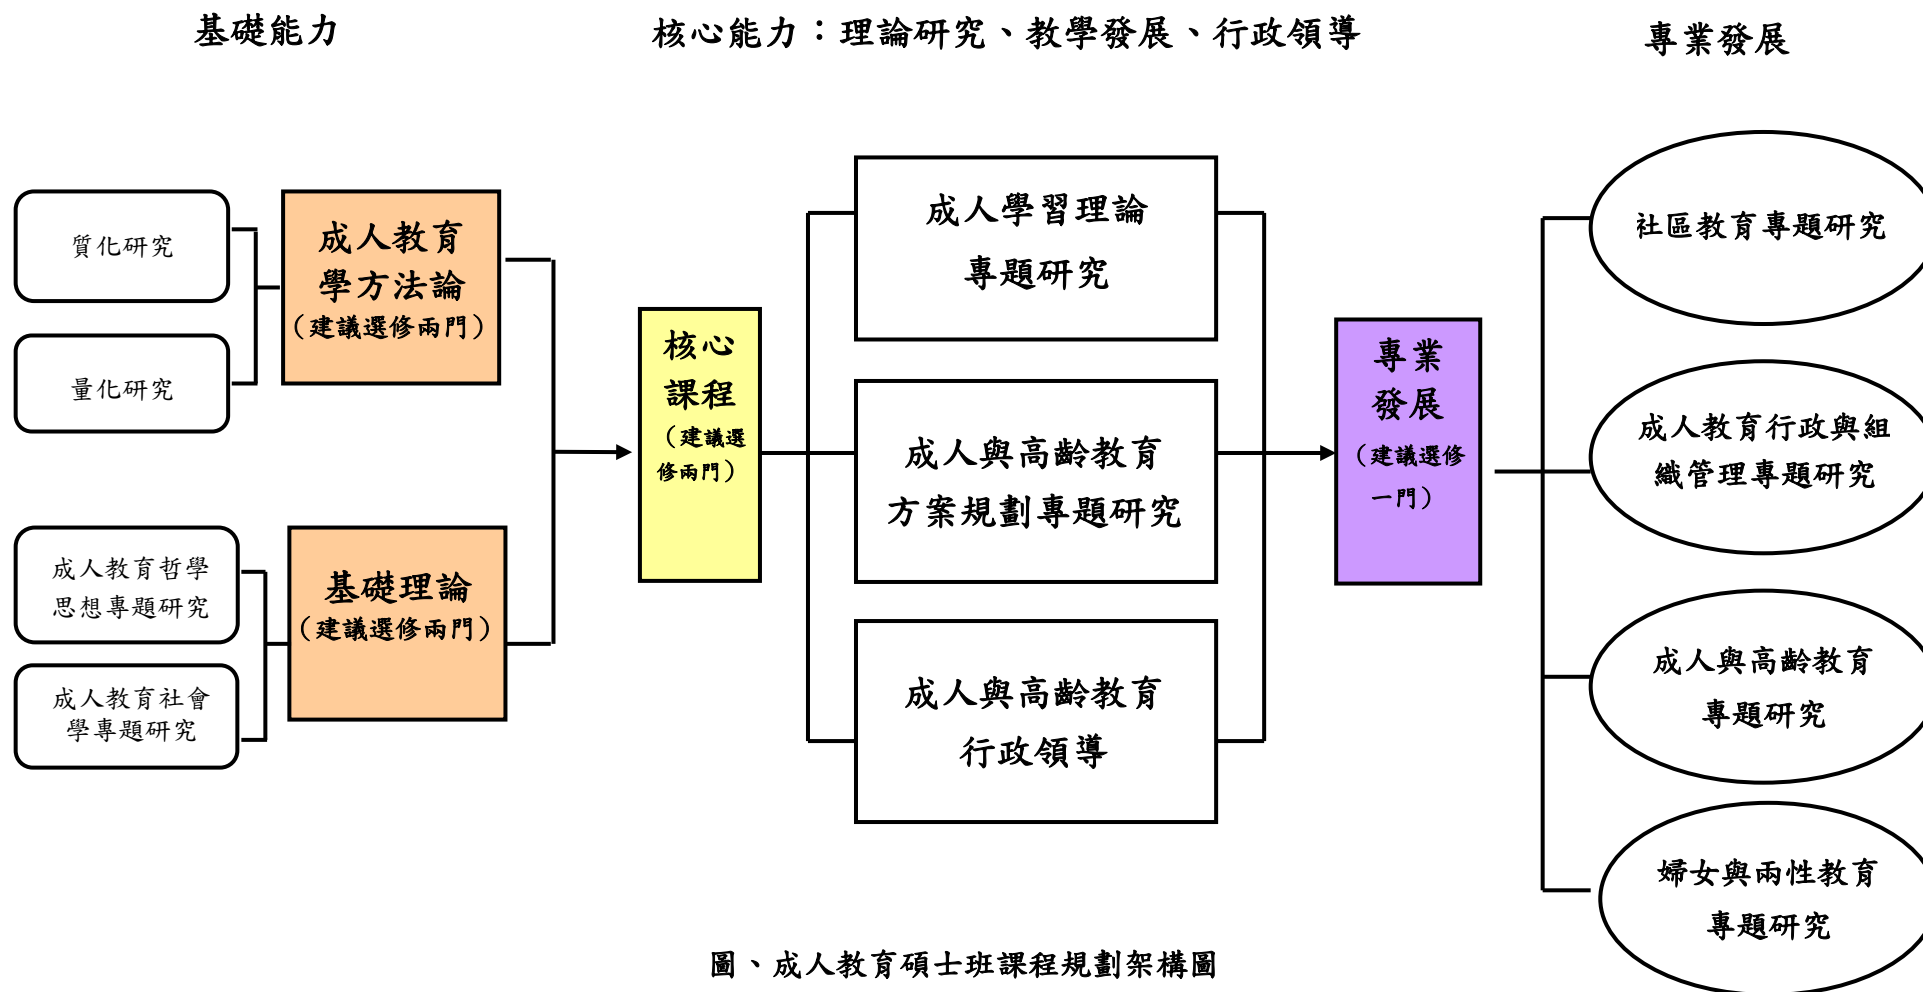 基礎能力
核心能力：理論研究、教學發展、行政領導
專業發展
質化研究
量化研究
成人教育
學方法論
（建議選修兩門）
成人教育哲學
思想專題研究
成人教育社會
學專題研究
基礎理論
（建議選修兩門）
核心
課程
（建議選
修兩門）
成人學習理論
專題研究
成人與高齡教育
方案規劃專題研究
成人與高齡教育
行政領導
專業
發展
（建議選修
一門）
社區教育專題研究
成人教育行政與組
織管理專題研究
成人與高齡教育
專題研究
婦女與兩性教育
專題研究
圖、成人教育碩士班課程規劃架構圖